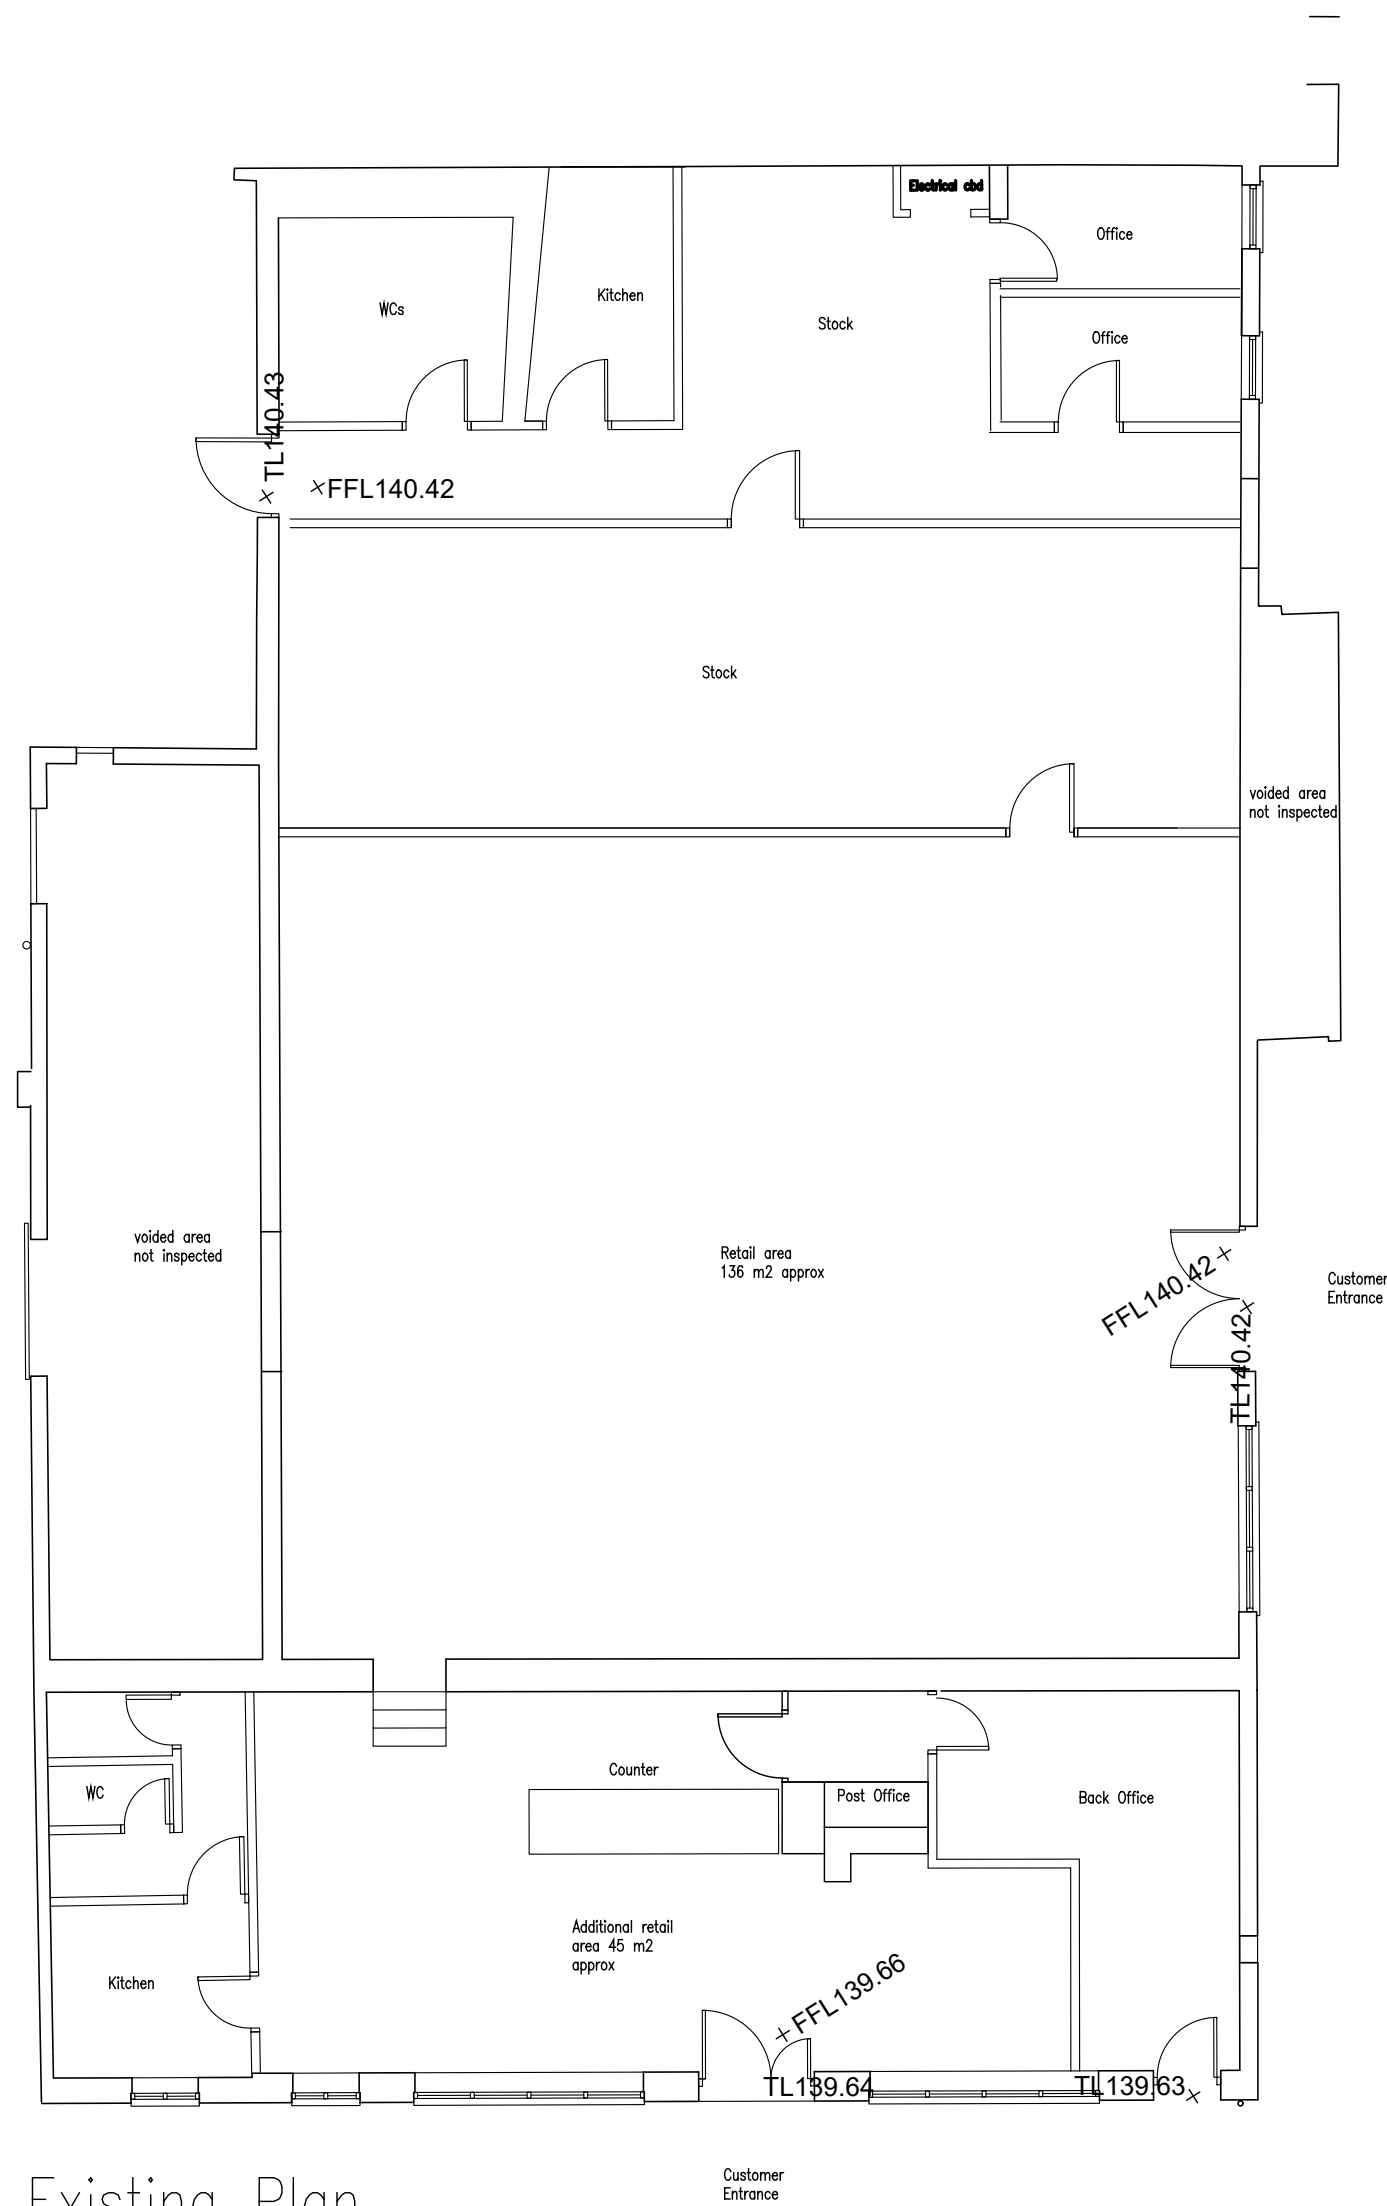 Electrical cbd
Office
WCs
Kitchen
Stock
Office
TL140.43
FFL140.42
Stock
voided area
not inspected
voided area
not inspected
Retail area
136 m2 approx
FFL140.42
TL140.42
Customer
Entrance
Counter
Post Office
Back Office
WC
Additional retail
area 45 m2
approx
Kitchen
FFL139.66
TL139.64
TL139.63
Customer
Entrance
Existing Plan